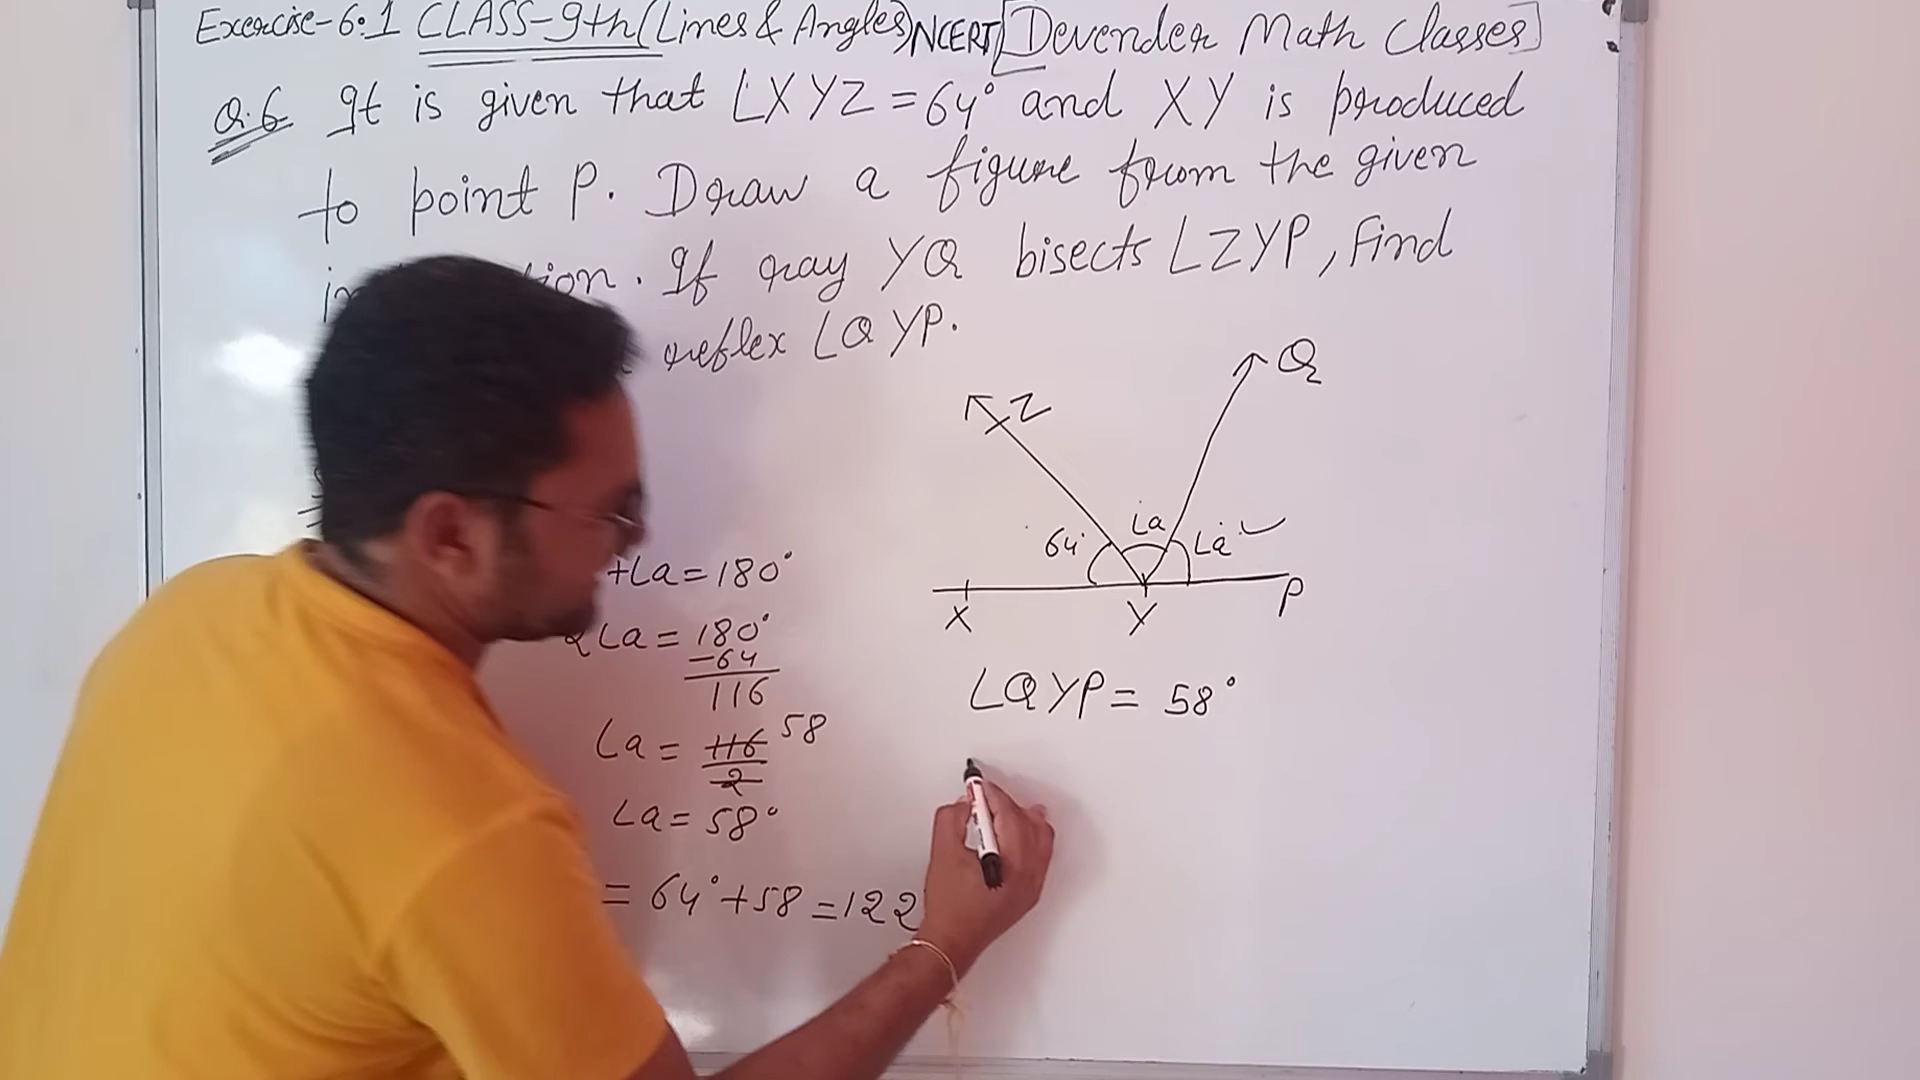 Exercise-6.1 CLASS-9th (Lines & Angles) NCERT [Devender Math Classes]
Q.6 It is given that ∠XYZ = 64° and XY is produced
to point P. Draw a figure from the given
. If ray YQ bisects ∠ZYP, Find
reflex ∠QYP.
Q
Z
64° ∠a ∠a
X Y P
+∠a = 180°
2∠a = 180°
-64
116
∠a = 116 58
2
∠a = 58°
= 64° + 58 = 122
∠QYP = 58°